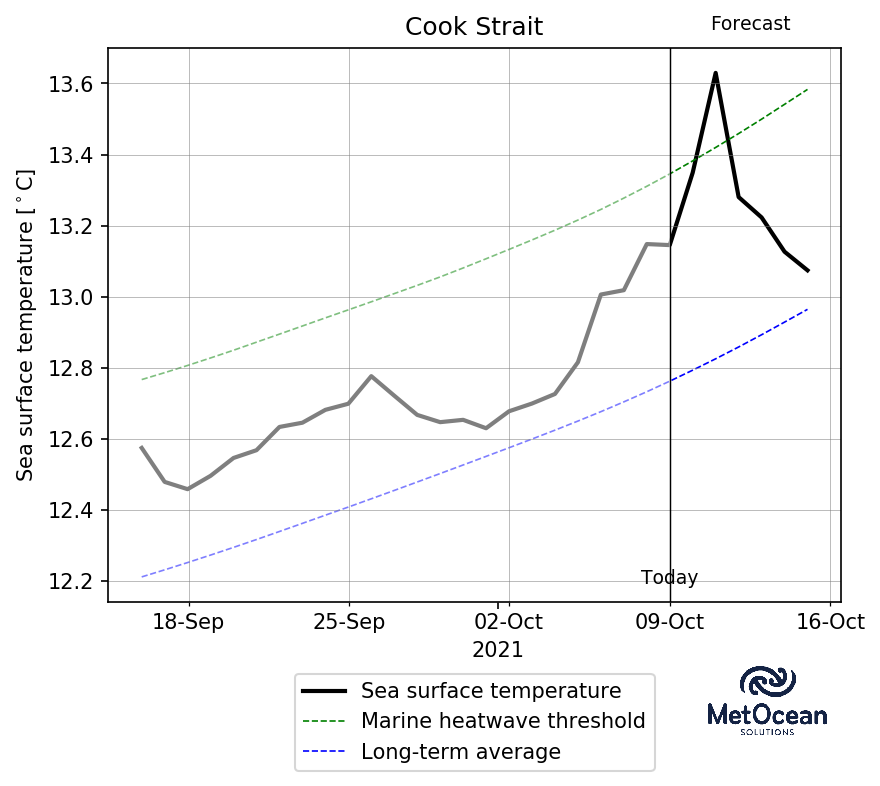 Cook Strait
Forecast
Sea surface temperature [°C]
13.6
13.4
13.2
13.0
12.8
12.6
12.4
12.2
Today
18-Sep 25-Sep 02-Oct 09-Oct 16-Oct
2021
Sea surface temperature
Marine heatwave threshold
Long-term average
MetOcean
SOLUTIONS